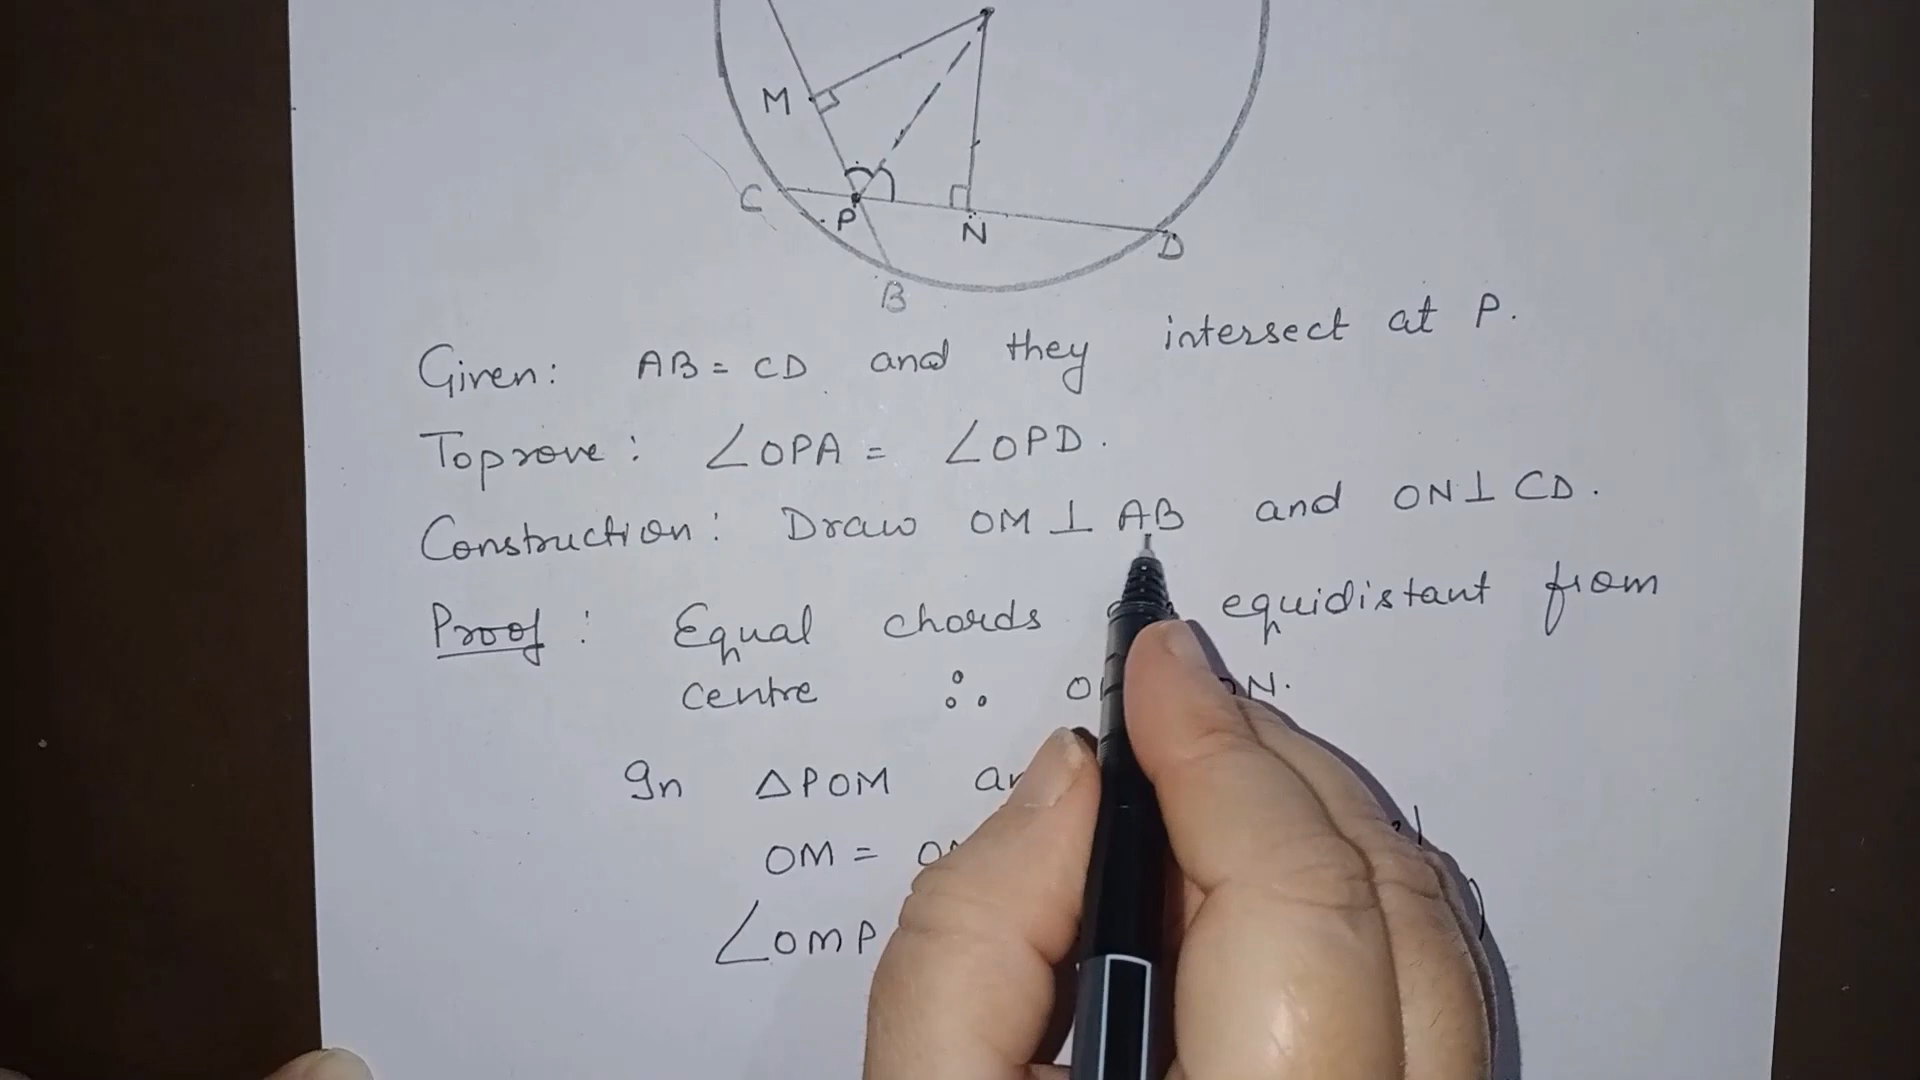 M
C
P
N
D
B
Given: AB = CD and they intersect at P.
To prove: ∠OPA = ∠OPD.
Construction: Draw OM ⊥ AB and ON ⊥ CD.
Proof: Equal chords equidistant from
centre ∴
In △POM
OM =
∠OMP